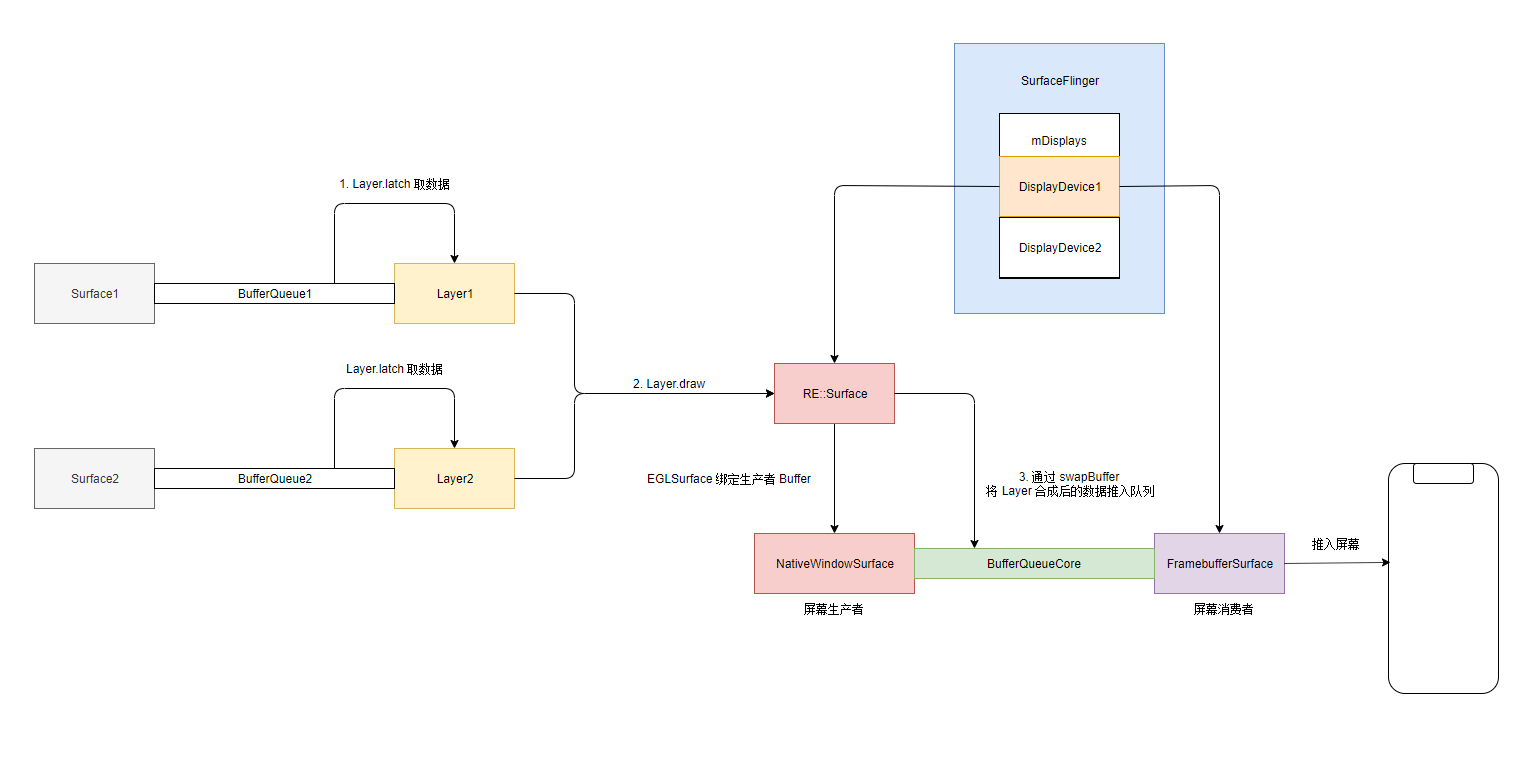 SurfaceFlinger
mDisplays
DisplayDevice1
DisplayDevice2
1. Layer.latch 取数据
Surface1
BufferQueue1
Layer1
Layer.latch 取数据
2. Layer.draw
RE::Surface
Surface2
BufferQueue2
Layer2
EGLSurface 绑定生产者 Buffer
3. 通过 swapBuffer
将 Layer 合成后的数据推入队列
NativeWindowSurface
BufferQueueCore
FramebufferSurface
推入屏幕
屏幕生产者
屏幕消费者